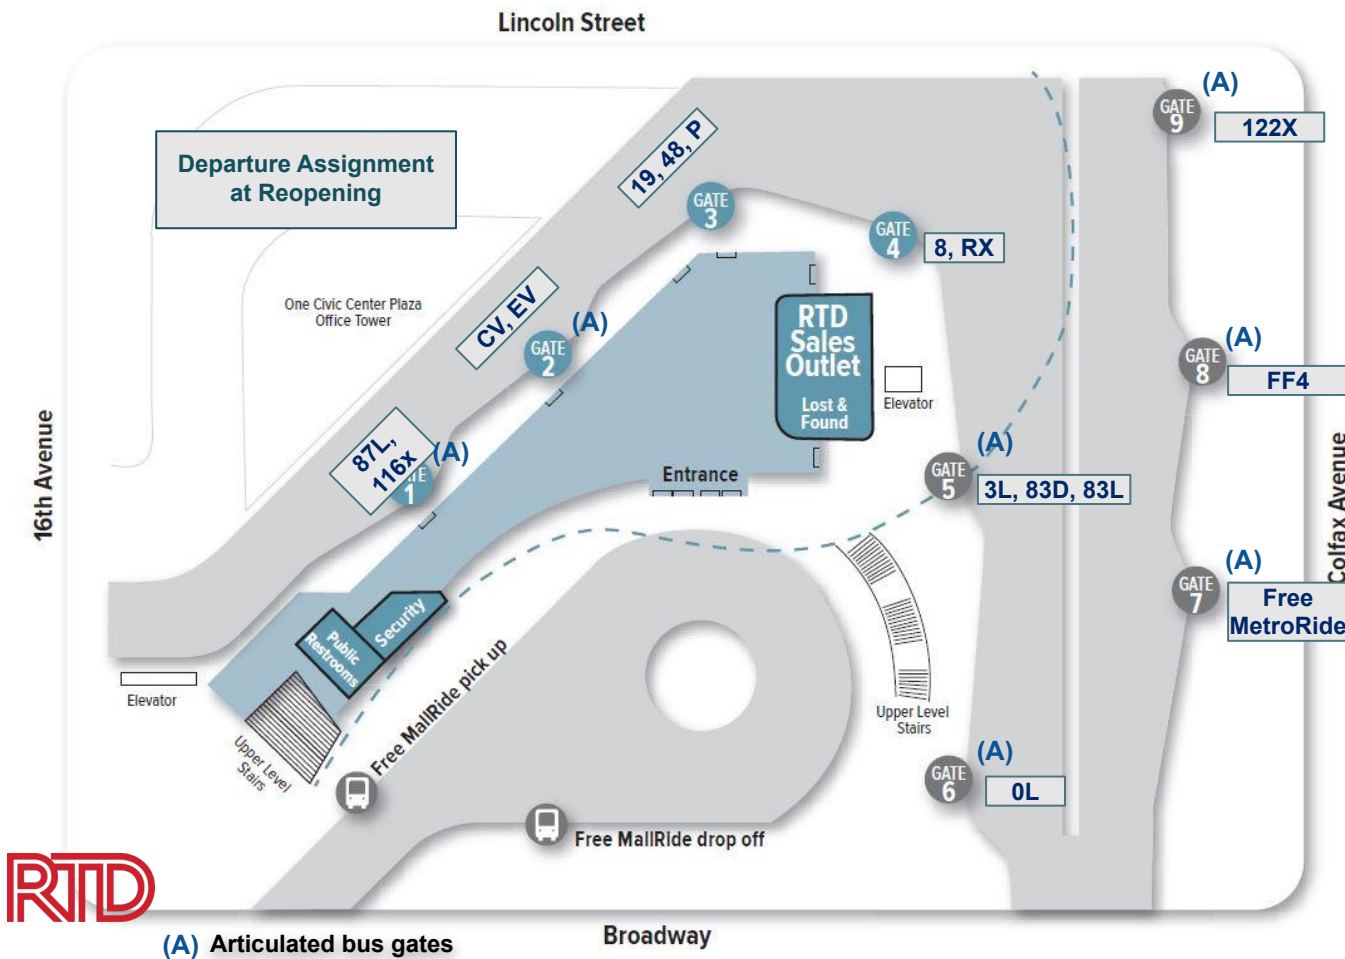 Lincoln Street
Departure Assignment
at Reopening
19, 48, P
GATE
3
GATE
4
8, RX
(A)
GATE
9
122X
One Civic Center Plaza
Office Tower
CV, EV
(A)
GATE
2
RTD
Sales
Outlet
Lost &
Found
Elevator
(A)
GATE
8
FF4
16th Avenue
87L,
116x
(A)
1
Entrance
(A)
GATE
5
3L, 83D, 83L
Colfax Avenue
(A)
GATE
7
Free
MetroRide
Security
Public
Restrooms
Elevator
Upper Level
Stairs
Free MallRide pick up
Upper Level
Stairs
(A)
GATE
6
0L
Free MallRide drop off
RTD
Broadway
(A) Articulated bus gates